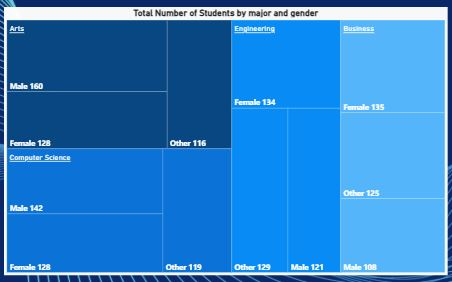 Total Number of Students by major and gender
Arts
Male 160
Female 128
Other 116
Computer Science
Male 142
Female 128
Other 119
Engineering
Female 134
Other 129
Male 121
Business
Female 135
Other 125
Male 108